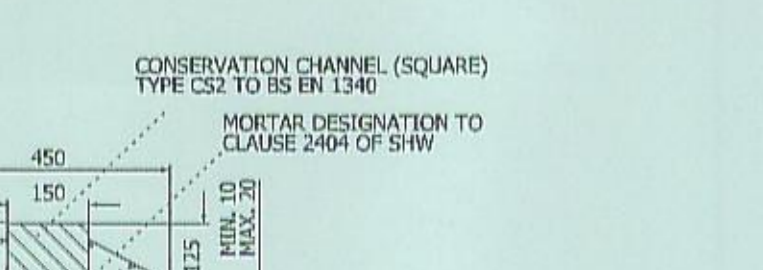 CONSERVATION CHANNEL (SQUARE)
TYPE CS2 TO BS EN 1340
MORTAR DESIGNATION TO
CLAUSE 2404 OF SHW
450
150
MIN. 10
MAX. 20
125